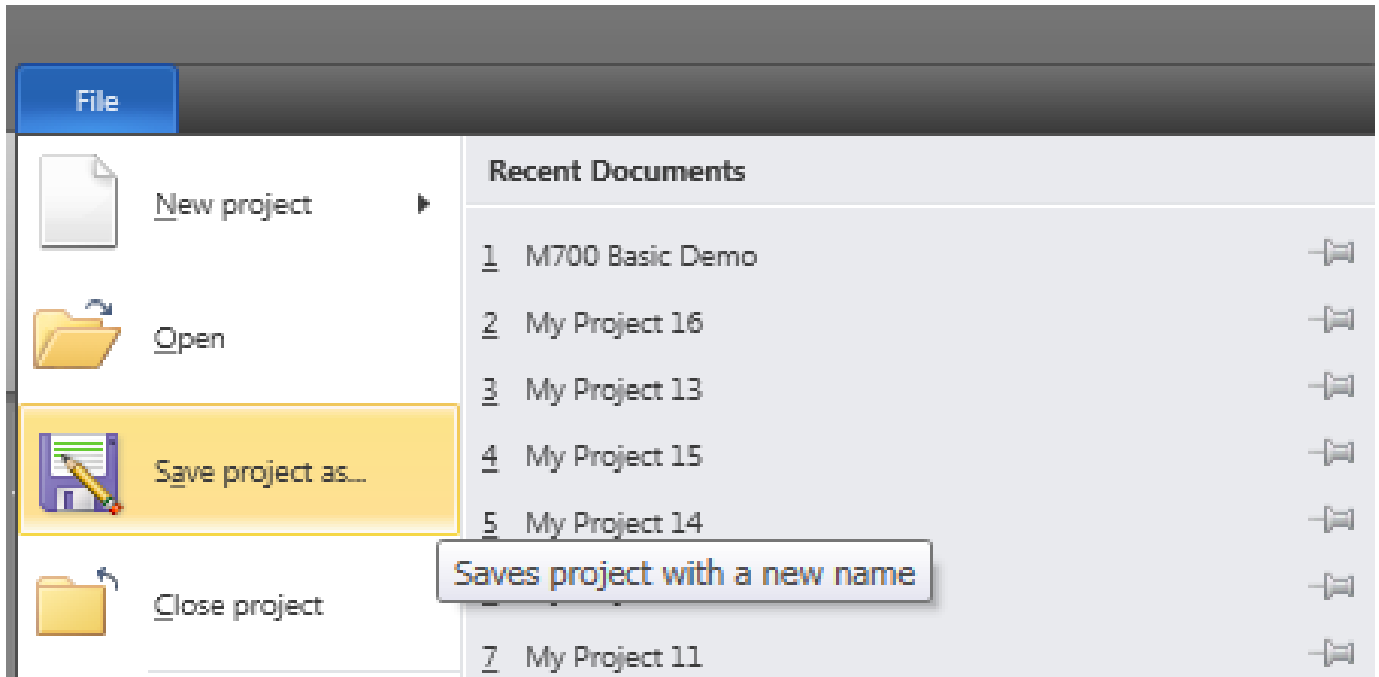 File
New project
Open
Save project as...
Close project
Recent Documents
1 M700 Basic Demo
2 My Project 16
3 My Project 13
4 My Project 15
5 My Project 14
Saves project with a new name
7 My Project 11